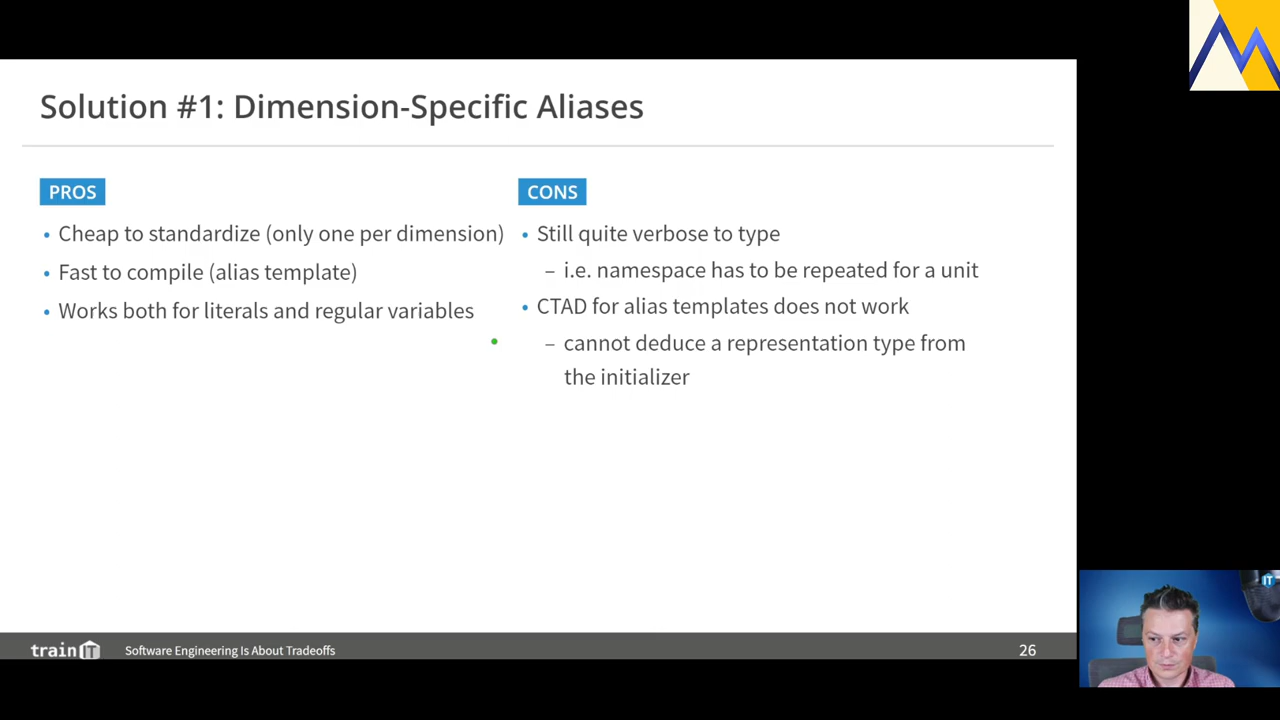 Solution #1: Dimension-Specific Aliases
PROS
• Cheap to standardize (only one per dimension)
• Fast to compile (alias template)
• Works both for literals and regular variables
CONS
• Still quite verbose to type
– i.e. namespace has to be repeated for a unit
• CTAD for alias templates does not work
– cannot deduce a representation type from
the initializer
train IT
Software Engineering Is About Tradeoffs
26
IT